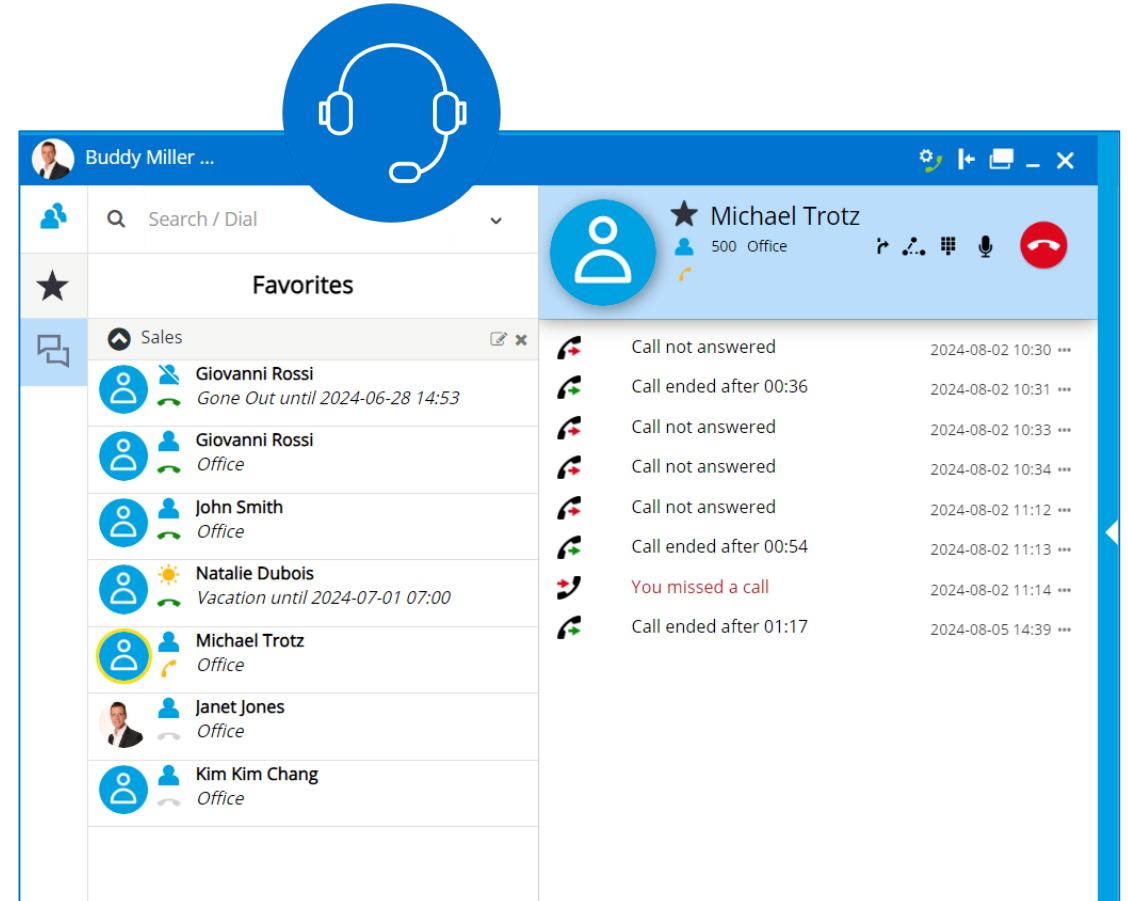 Buddy Miller ...
Search / Dial
Favorites
Sales
Giovanni Rossi
Gone Out until 2024-06-28 14:53
Giovanni Rossi
Office
John Smith
Office
Natalie Dubois
Vacation until 2024-07-01 07:00
Michael Trotz
Office
Janet Jones
Office
Kim Kim Chang
Office
Michael Trotz
500 Office
Call not answered 2024-08-02 10:30
Call ended after 00:36 2024-08-02 10:31
Call not answered 2024-08-02 10:33
Call not answered 2024-08-02 10:34
Call not answered 2024-08-02 11:12
Call ended after 00:54 2024-08-02 11:13
You missed a call 2024-08-02 11:14
Call ended after 01:17 2024-08-05 14:39